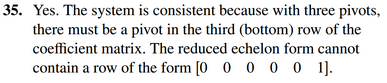 35. Yes. The system is consistent because with three pivots,
there must be a pivot in the third (bottom) row of the
coefficient matrix. The reduced echelon form cannot
contain a row of the form [0 0 0 0 0 1].